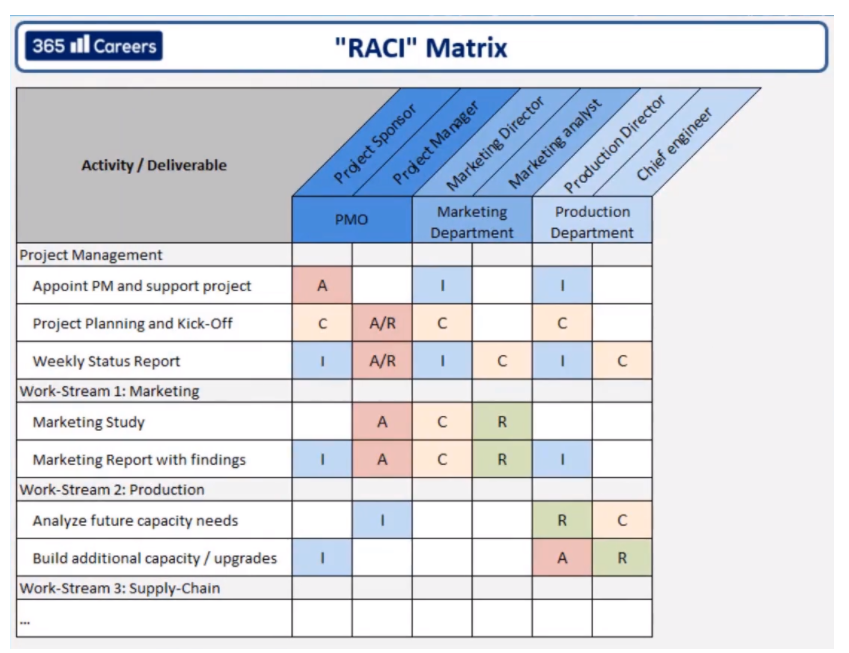 365 Careers
"RACI" Matrix
Activity / Deliverable
Project Sponsor
Project Manager
Marketing Director
Marketing analyst
Production Director
Chief engineer
PMO
Marketing
Department
Production
Department
Project Management
Appoint PM and support project A I I
Project Planning and Kick-Off C A/R C C
Weekly Status Report I A/R I C I C
Work-Stream 1: Marketing
Marketing Study A C R
Marketing Report with findings I A C R I
Work-Stream 2: Production
Analyze future capacity needs I R C
Build additional capacity / upgrades I A R
Work-Stream 3: Supply-Chain
...